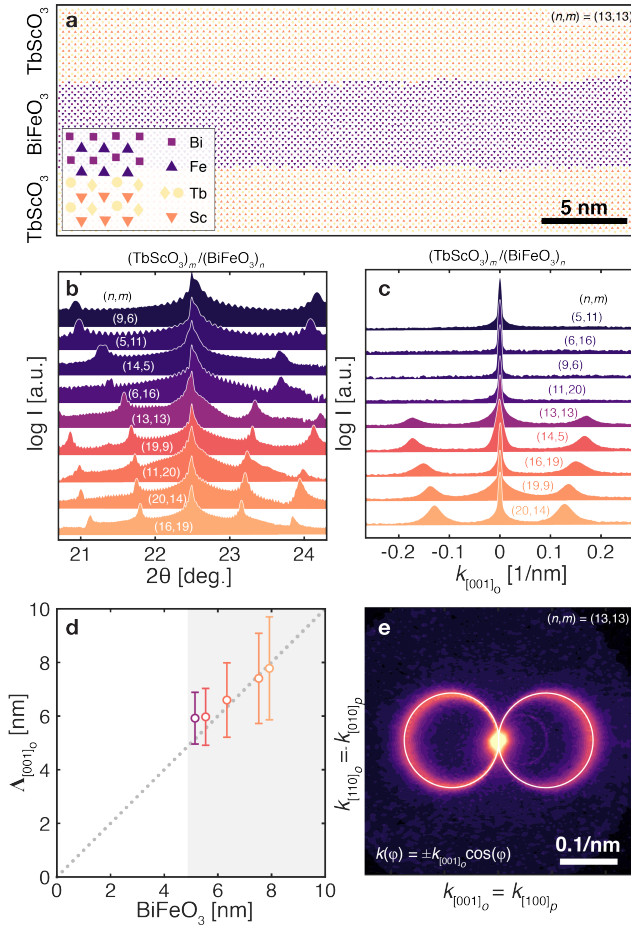 a
(n,m) = (13,13)
TbScO3
BiFeO3
TbScO3
Bi
Fe
Tb
Sc
5 nm
(TbScO3)m/(BiFeO3)n
b
(n,m)
(9,6)
(5,11)
(14,5)
(6,16)
(13,13)
(19,9)
(11,20)
(20,14)
(16,19)
log I [a.u.]
21 22 23 24
2θ [deg.]
(TbScO3)m/(BiFeO3)n
c
(n,m)
(5,11)
(6,16)
(9,6)
(11,20)
(13,13)
(14,5)
(16,19)
(19,9)
(20,14)
log I [a.u.]
-0.2 -0.1 0 0.1 0.2
k[001]o [1/nm]
d
10
8
6
4
2
0
Λ[001]o [nm]
0 2 4 6 8 10
BiFeO3 [nm]
e
(n,m) = (13,13)
k[110]o = k[010]p
k(φ) = ±k[001]o cos(φ)
0.1/nm
k[001]o = k[100]p